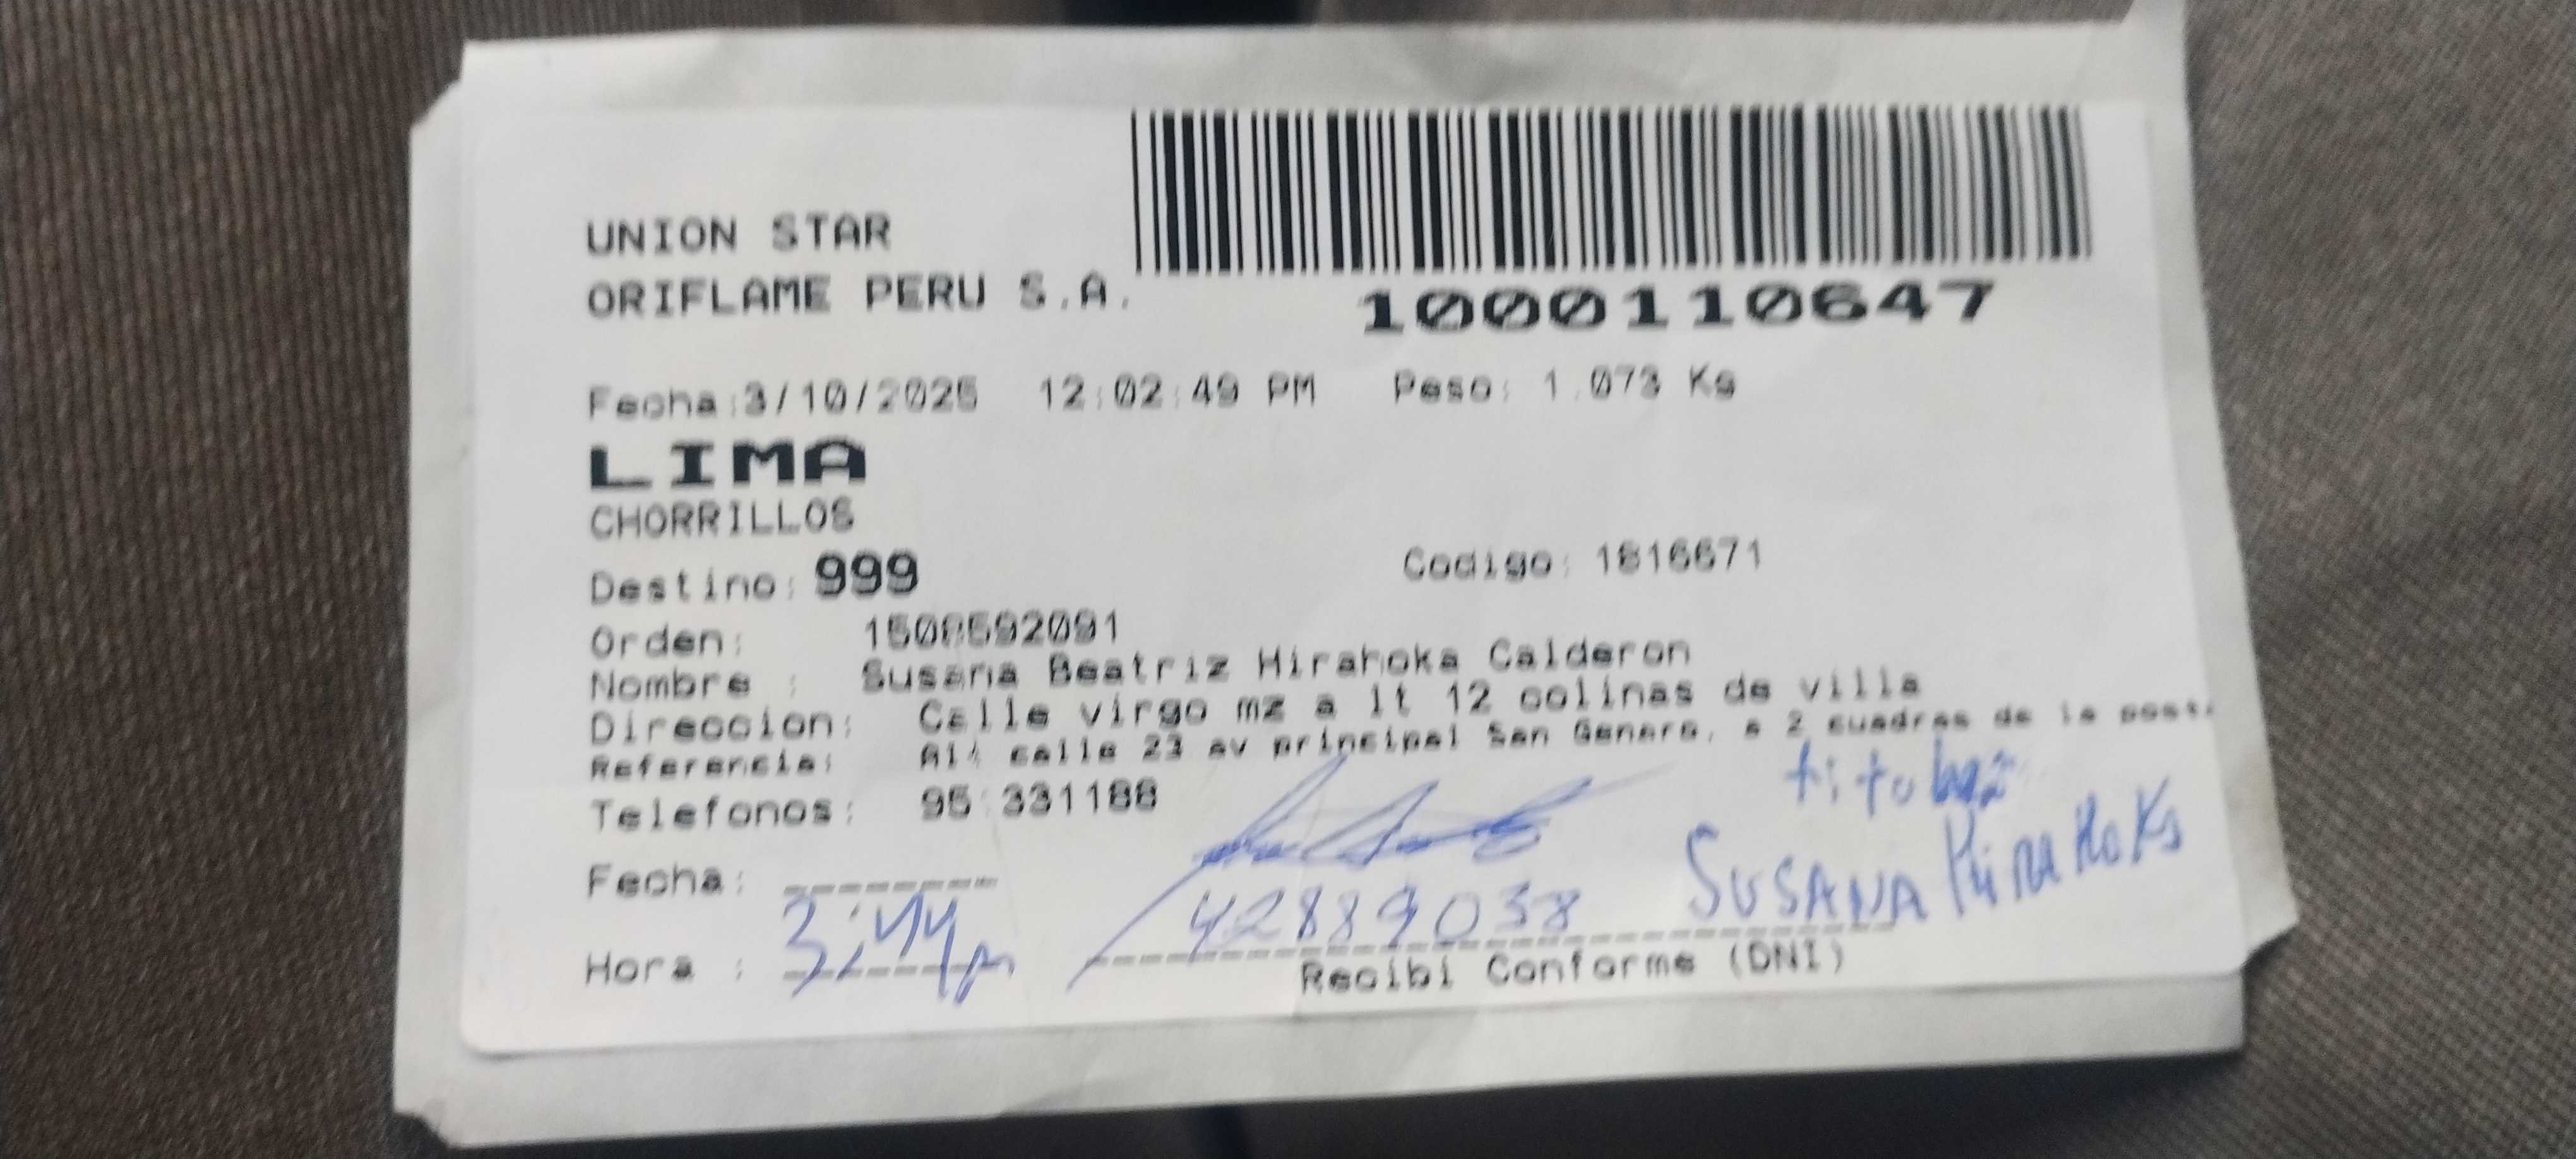 UNION STAR
ORIFLAME PERU S.A.
1000110647
Fecha:3/10/2025 12:02:49 PM Peso: 1.073 Kg
LIMA
CHORRILLOS
Destino: 999 Codigo: 1816671
Orden:
Nombre : Susana Beatriz Hirahoka Calderon
Direccion: Calle virgo mz a lt 12 colinas de villa
Referencia: calle 23 av principal San Genaro, a 2 cuadras de la
Telefonos: 95 331188
titular
SUSANA Hirahoka
Fecha:
42889038
Hora : 3:44
Recibi Conforme (DNI)